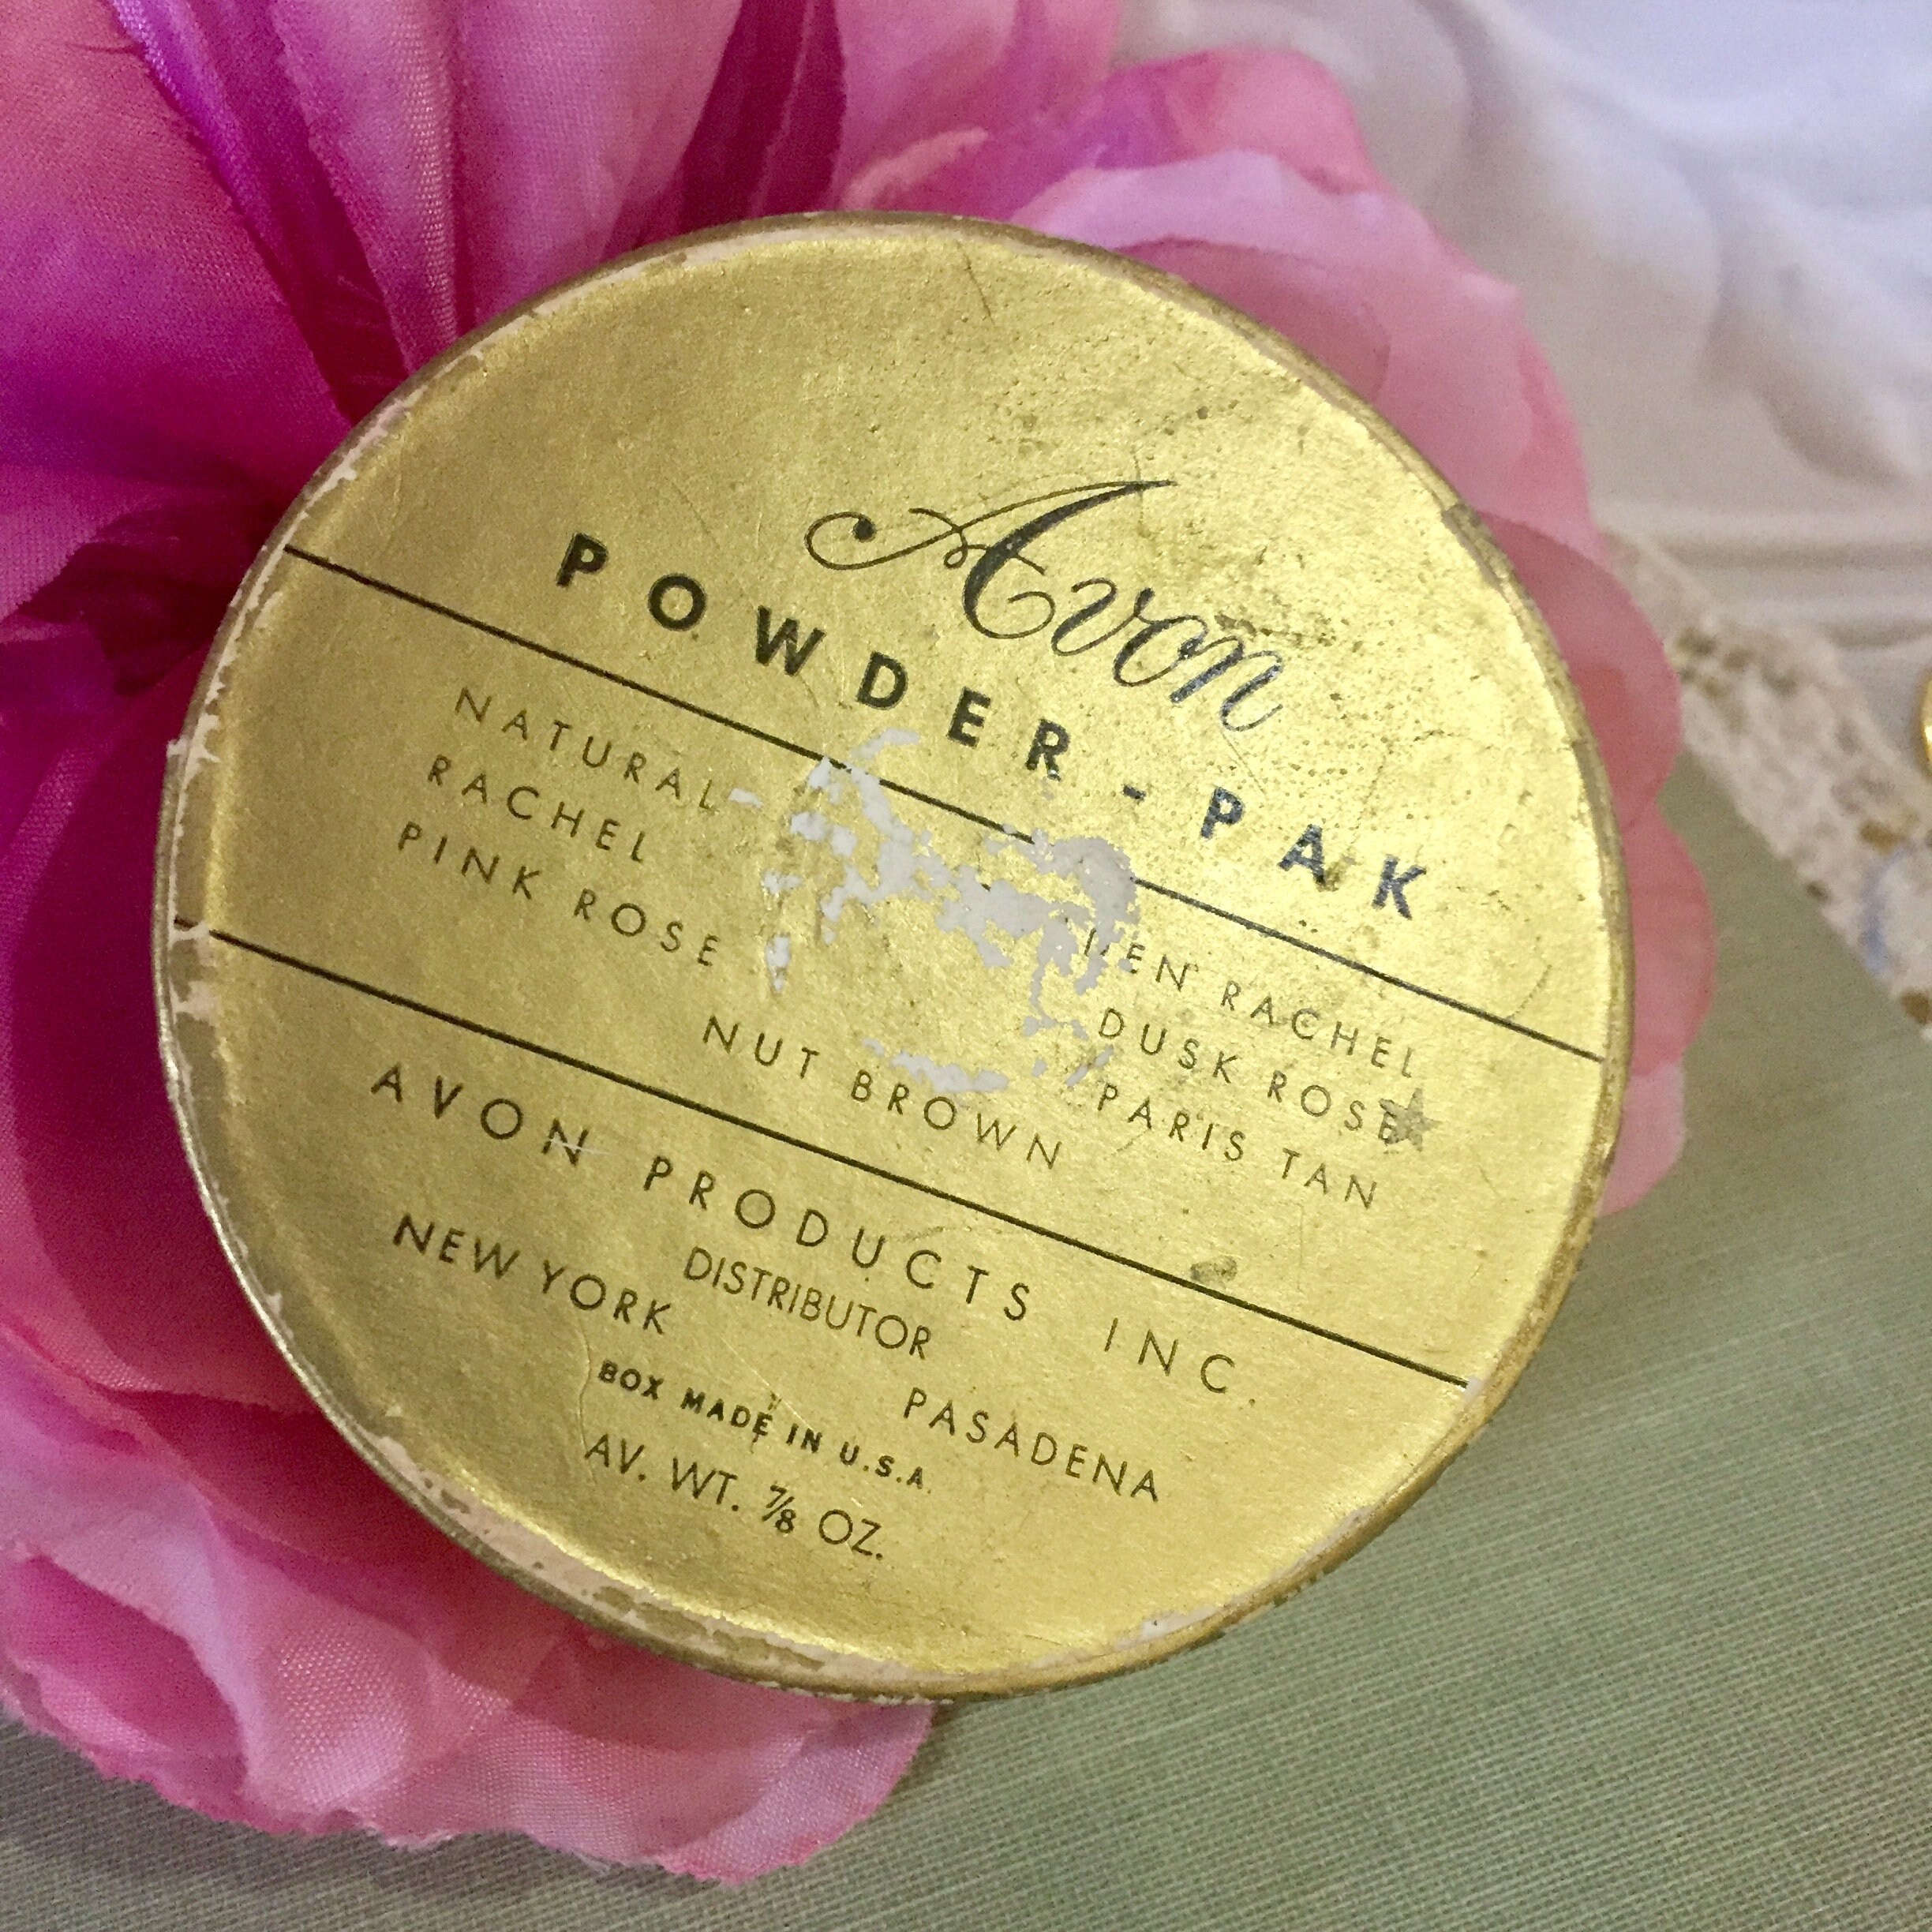 Avon
POWDER-PAK
NATURAL
RACHEL
PINK ROSE
RACHEL
DUSK ROSE
PARIS TAN
NUT BROWN
AVON PRODUCTS INC.
DISTRIBUTOR
NEW YORK PASADENA
BOX MADE IN U.S.A.
AV. WT. ⅞ OZ.